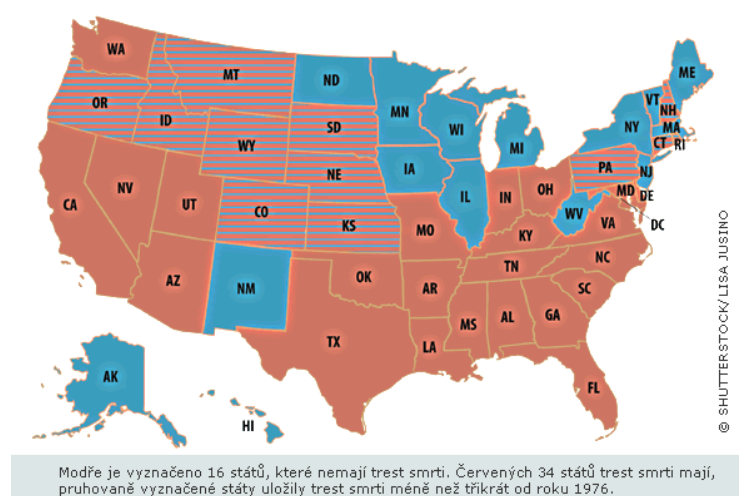 WA
MT
ND
MN
ME
VT
NH
OR
ID
SD
WI
NY
MA
WY
MI
CT RI
IA
NE
PA
NJ
NV
UT
CO
IL
IN
OH
MD
DE
CA
KS
MO
WV
VA
DC
KY
AZ
NM
OK
TN
NC
AR
SC
TX
MS
AL
GA
LA
AK
FL
HI
© SHUTTERSTOCK/ LISA JUSINO
Modře je vyznačeno 16 států, které nemají trest smrti. Červených 34 států trest smrti mají,
pruhovaně vyznačené státy uložily trest smrti méně než třikrát od roku 1976.